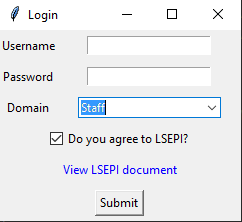 Login
Username
Password
Domain Staff
Do you agree to LSEPI?
View LSEPI document
Submit